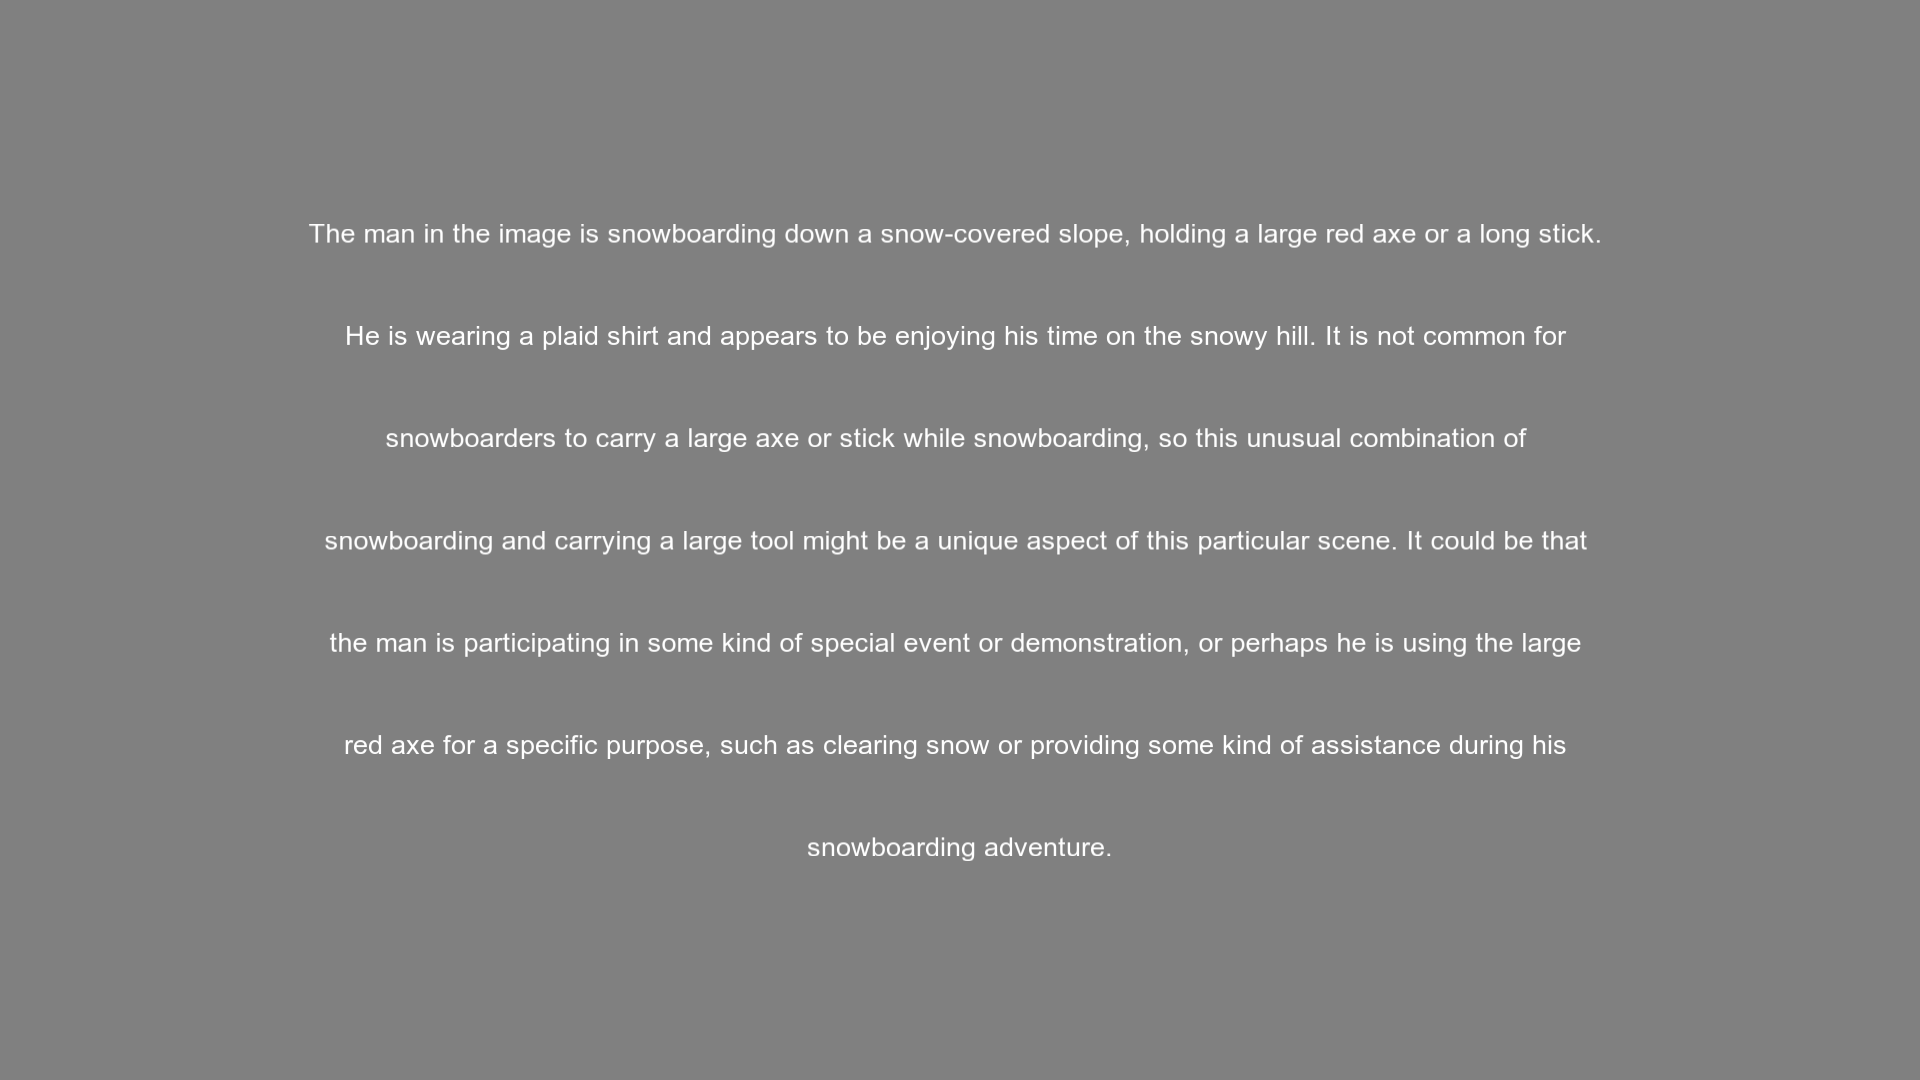 The man in the image is snowboarding down a snow-covered slope, holding a large red axe or a long stick.
He is wearing a plaid shirt and appears to be enjoying his time on the snowy hill. It is not common for
snowboarders to carry a large axe or stick while snowboarding, so this unusual combination of
snowboarding and carrying a large tool might be a unique aspect of this particular scene. It could be that
the man is participating in some kind of special event or demonstration, or perhaps he is using the large
red axe for a specific purpose, such as clearing snow or providing some kind of assistance during his
snowboarding adventure.